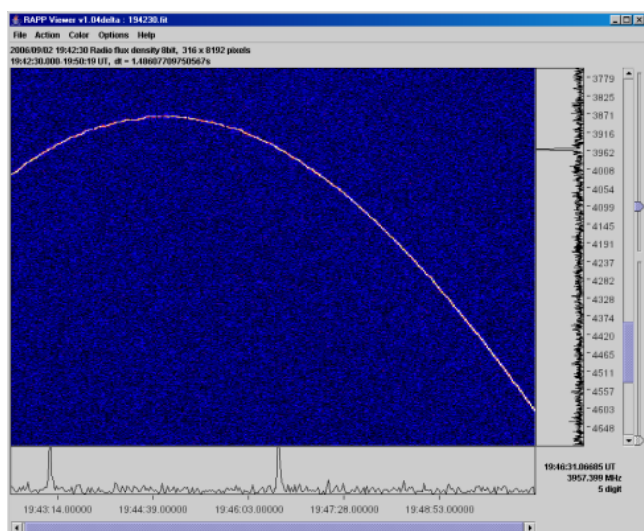 RAPP Viewer v1.04delta : 194230.fit
File Action Color Options Help
2006/09/02 19:42:30 Radio flux density 8bit, 316 x 8192 pixels
19:42:30.000-19:50:19 UT, dt = 1.48607709750567s
3779
3825
3871
3916
3962
4008
4054
4099
4145
4191
4237
4282
4328
4374
4420
4465
4511
4557
4603
4648
19:46:31.06685 UT
3957.399 MHz
5 digit
19:43:14.00000 19:44:39.00000 19:46:03.00000 19:47:28.00000 19:48:53.00000